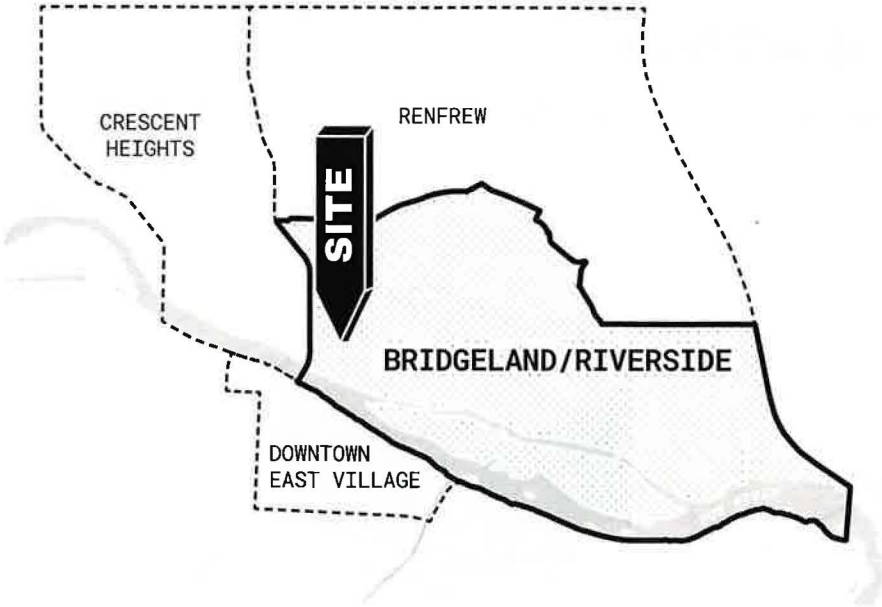 CRESCENT
HEIGHTS
RENFREW
SITE
BRIDGELAND/RIVERSIDE
DOWNTOWN
EAST VILLAGE